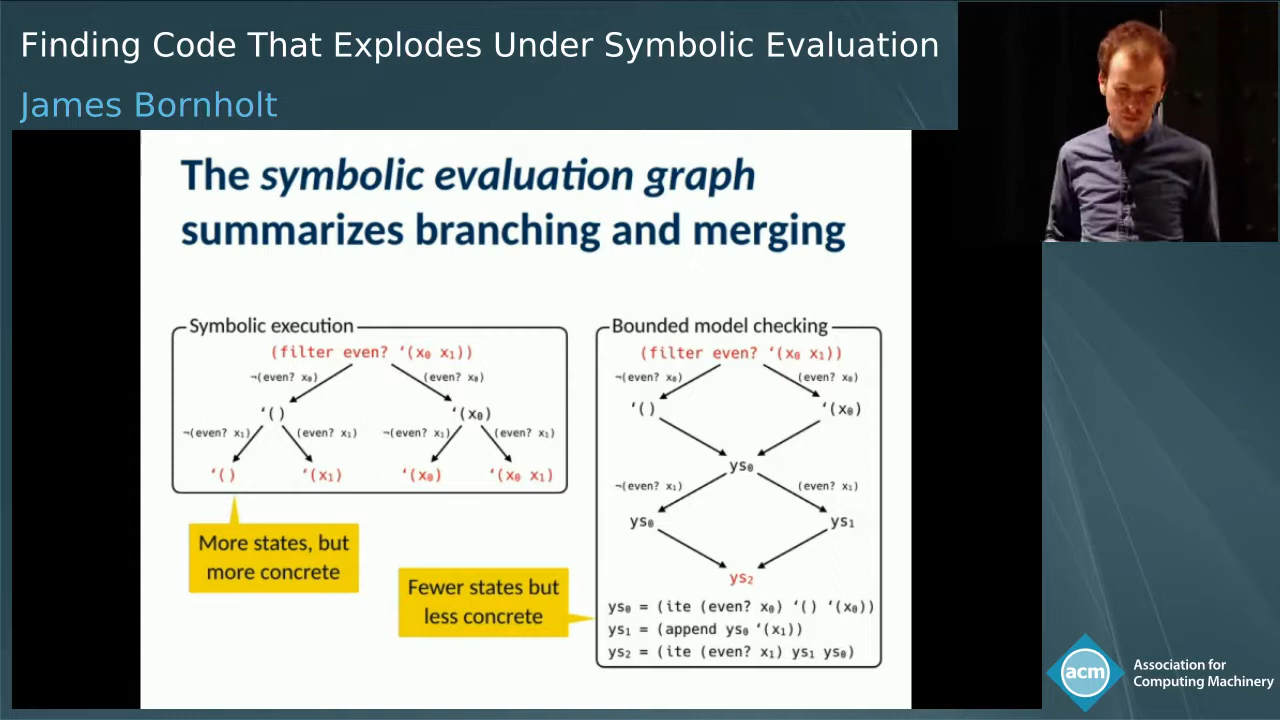 Finding Code That Explodes Under Symbolic Evaluation
James Bornholt
The symbolic evaluation graph
summarizes branching and merging
Symbolic execution
(filter even? ‘(x₀ x₁))
¬(even? x₀) (even? x₀)
‘() ‘(x₀)
¬(even? x₁) (even? x₁) ¬(even? x₁) (even? x₁)
‘() ‘(x₁) ‘(x₀) ‘(x₀ x₁)
More states, but
more concrete
Fewer states but
less concrete
Bounded model checking
(filter even? ‘(x₀ x₁))
¬(even? x₀) (even? x₀)
‘() ‘(x₀)
ys₀
¬(even? x₁) (even? x₁)
ys₀ ys₁
ys₂
ys₀ = (ite (even? x₀) ‘() ‘(x₀))
ys₁ = (append ys₀ ‘(x₁))
ys₂ = (ite (even? x₁) ys₁ ys₀)
acm
Association for
Computing Machinery